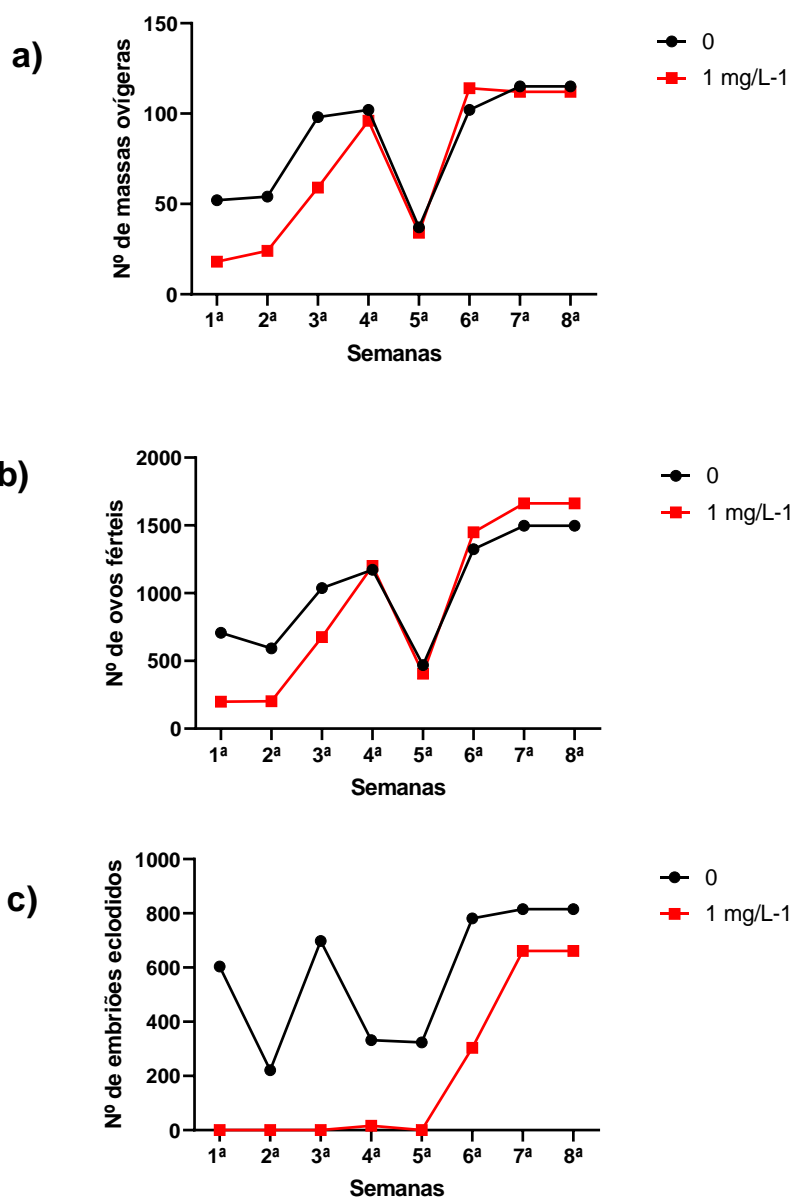 a)
Nº de massas ovígeras
150
100
50
0
1ª 2ª 3ª 4ª 5ª 6ª 7ª 8ª
Semanas
0
1 mg/L-1
b)
Nº de ovos férteis
2000
1500
1000
500
0
1ª 2ª 3ª 4ª 5ª 6ª 7ª 8ª
Semanas
0
1 mg/L-1
c)
Nº de embriões eclodidos
1000
800
600
400
200
0
1ª 2ª 3ª 4ª 5ª 6ª 7ª 8ª
Semanas
0
1 mg/L-1